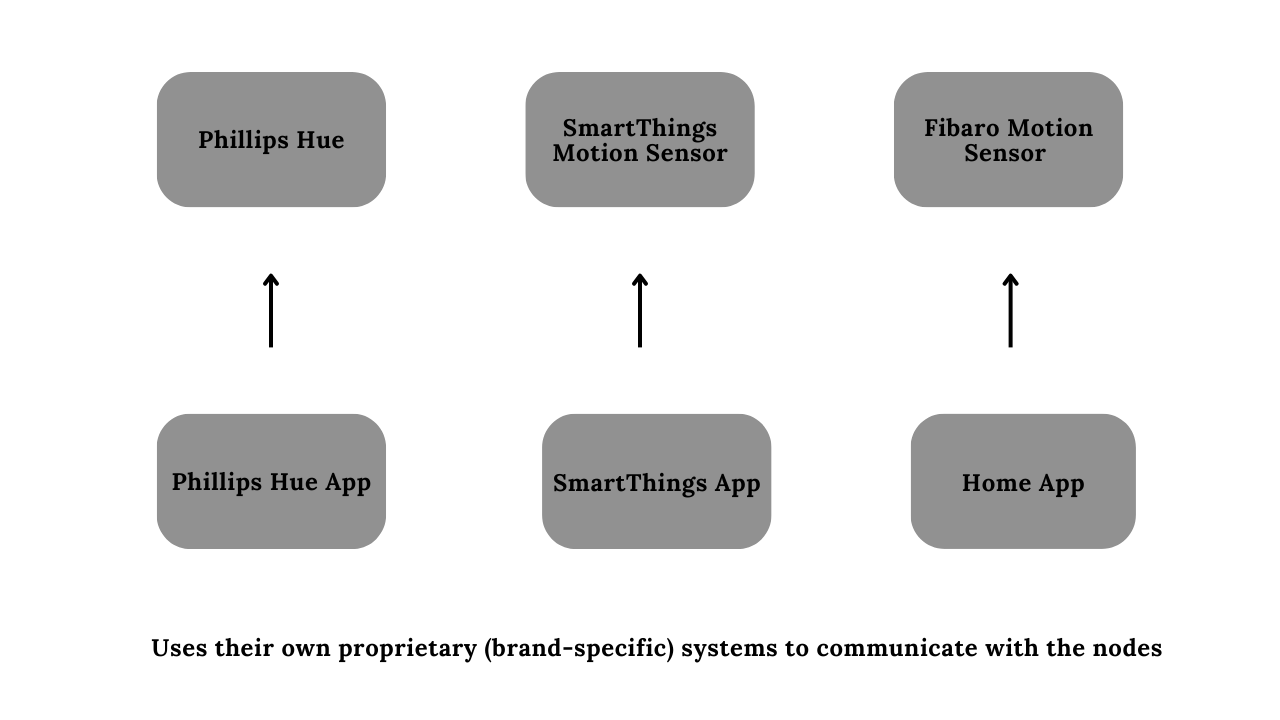 Phillips Hue
SmartThings
Motion Sensor
Fibaro Motion
Sensor
Phillips Hue App
SmartThings App
Home App
Uses their own proprietary (brand-specific) systems to communicate with the nodes